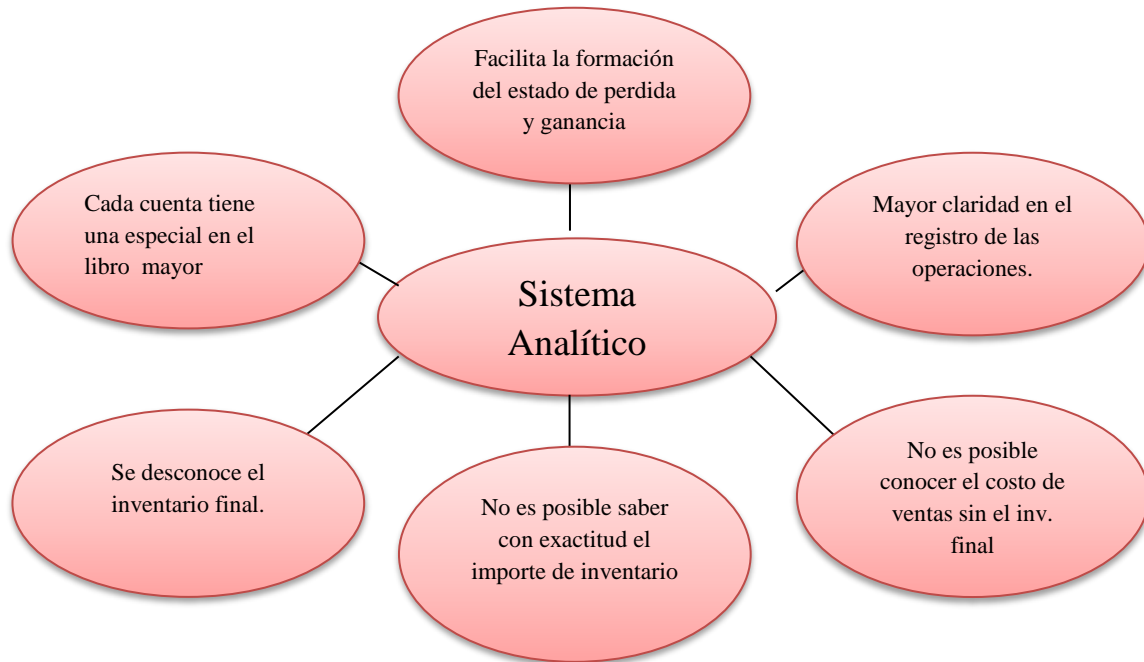 Facilita la formación
del estado de perdida
y ganancia
Cada cuenta tiene
una especial en el
libro mayor
Mayor claridad en el
registro de las
operaciones.
Sistema
Analítico
Se desconoce el
inventario final.
No es posible saber
con exactitud el
importe de inventario
No es posible
conocer el costo de
ventas sin el inv.
final